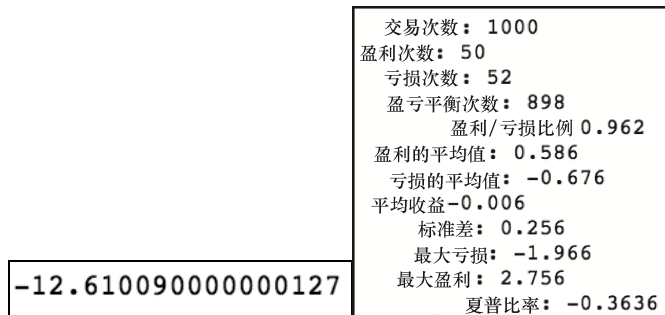 交易次数: 1000
盈利次数: 50
亏损次数: 52
盈亏平衡次数: 898
盈利/亏损比例 0.962
盈利的平均值: 0.586
亏损的平均值: -0.676
平均收益-0.006
标准差: 0.256
最大亏损: -1.966
最大盈利: 2.756
夏普比率: -0.3636
-12.610090000000127